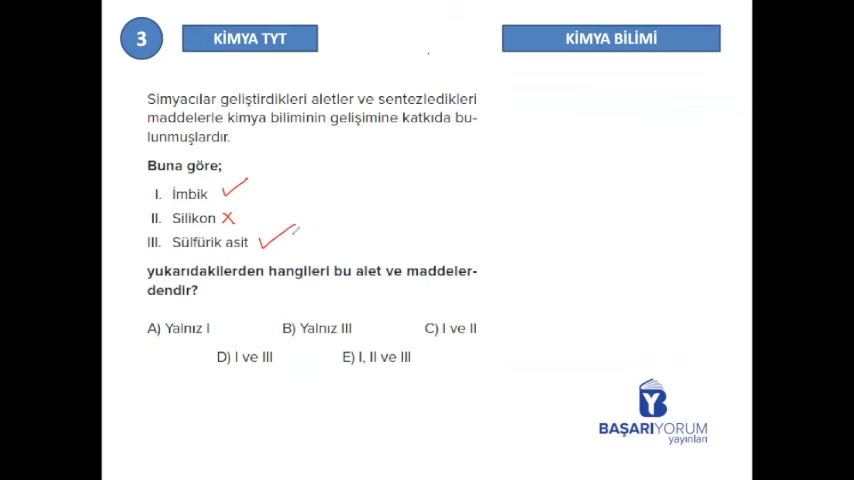 3
KİMYA TYT
KİMYA BİLİMİ
Simyacılar geliştirdikleri aletler ve sentezledikleri
maddelerle kimya biliminin gelişimine katkıda bu-
lunmuşlardır.
Buna göre;
I. İmbik
II. Silikon
III. Sülfürik asit
yukarıdakilerden hangileri bu alet ve maddeler-
dendir?
A) Yalnız I B) Yalnız III C) I ve II
D) I ve III E) I, II ve III
BAŞARIYORUM
yayınları